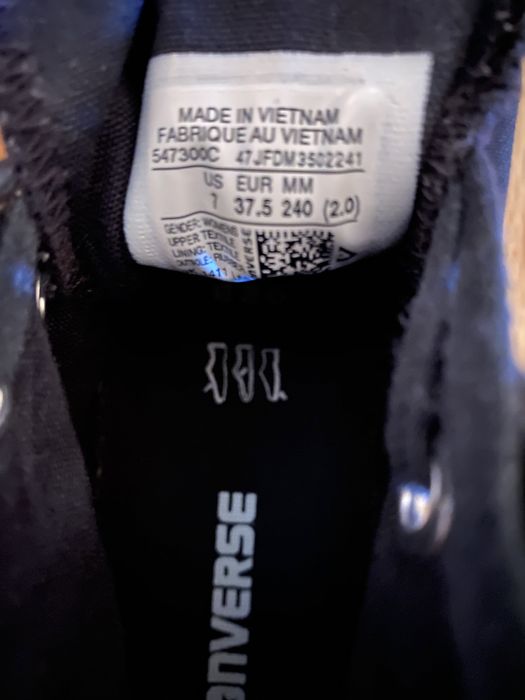 MADE IN VIETNAM
FABRIQUE AU VIETNAM
547300C 47JFDM3502241
US EUR MM
7 37.5 240 (2.0)
GENDER: WOMENS
UPPER: TEXTILE
LINING: TEXTILE
CONVERSE